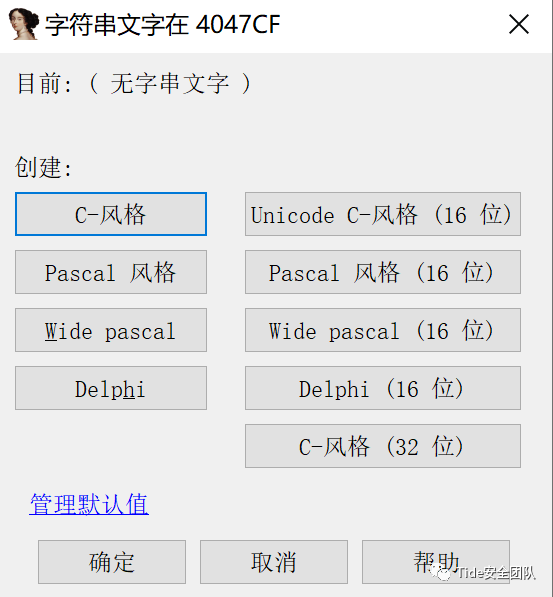 字符串文字在 4047CF
目前: ( 无字串文字 )
创建:
C-风格
Unicode C-风格 (16 位)
Pascal 风格
Pascal 风格 (16 位)
Wide pascal
Wide pascal (16 位)
Delphi
Delphi (16 位)
C-风格 (32 位)
管理默认值
确定
取消
帮助
Tide安全团队